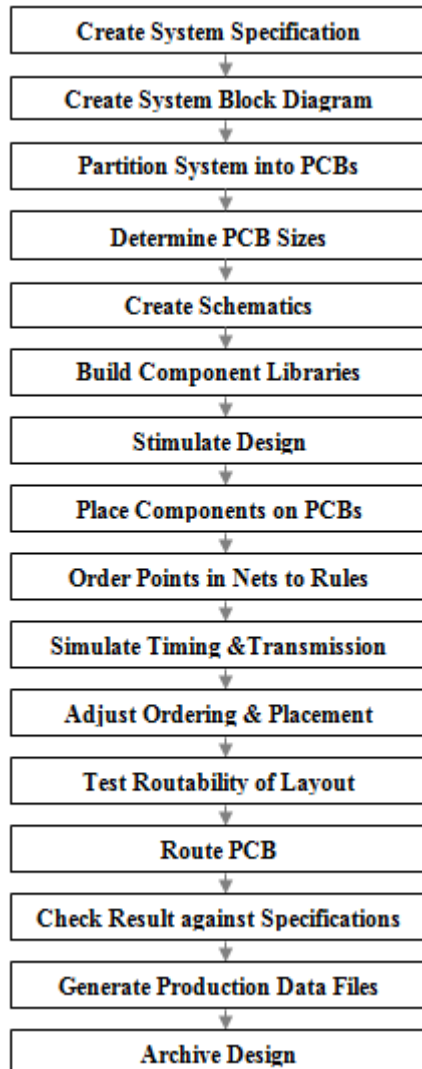 Create System Specification
Create System Block Diagram
Partition System into PCBs
Determine PCB Sizes
Create Schematics
Build Component Libraries
Stimulate Design
Place Components on PCBs
Order Points in Nets to Rules
Simulate Timing &Transmission
Adjust Ordering & Placement
Test Routability of Layout
Route PCB
Check Result against Specifications
Generate Production Data Files
Archive Design